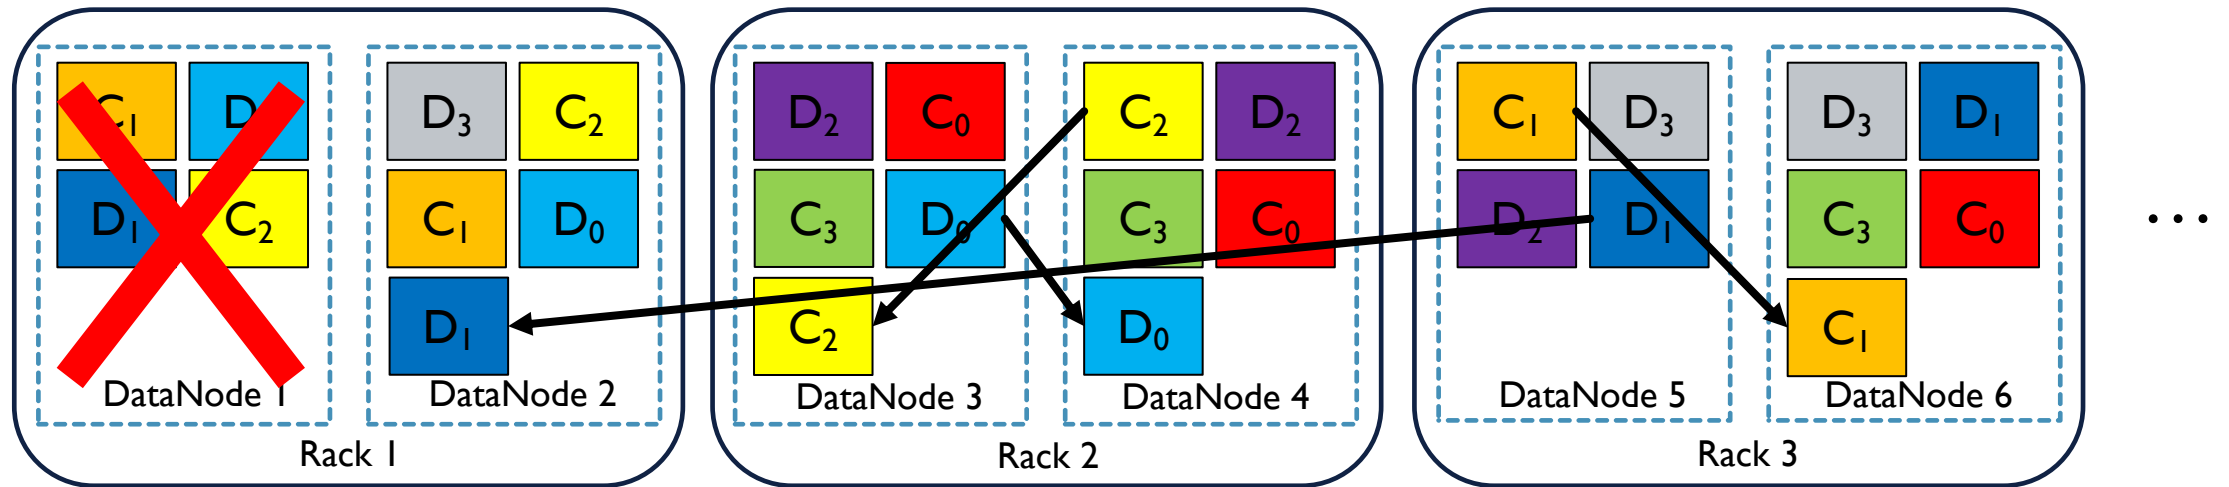 C₁ D
D₁ C₂
DataNode 1
D₃ C₂
C₁ D₀
D₁
DataNode 2
Rack 1
D₂ C₀
C₃ D₀
C₂
DataNode 3
C₂ D₂
C₃ C₀
D₀
DataNode 4
Rack 2
C₁ D₃
D₂ D₁
DataNode 5
D₃ D₁
C₃ C₀
C₁
DataNode 6
Rack 3
...